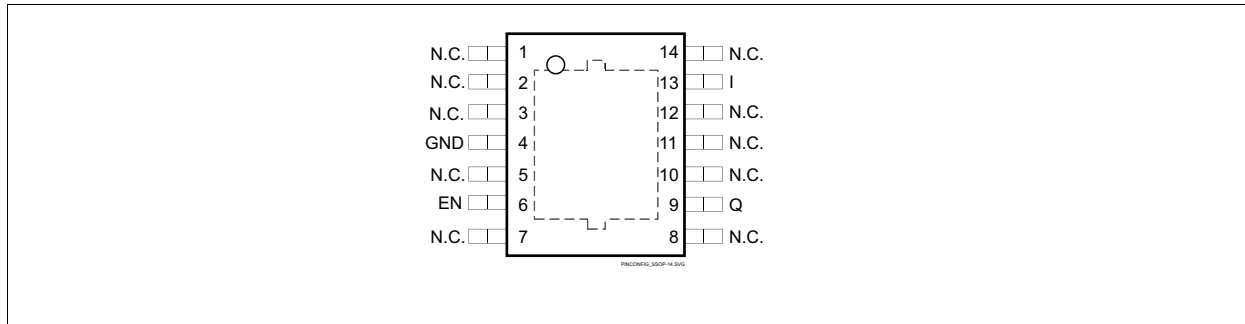 N.C. 1 14 N.C.
N.C. 2 13 I
N.C. 3 12 N.C.
GND 4 11 N.C.
N.C. 5 10 N.C.
EN 6 9 Q
N.C. 7 8 N.C.
PINCONFIG_SSOP-14.SVG